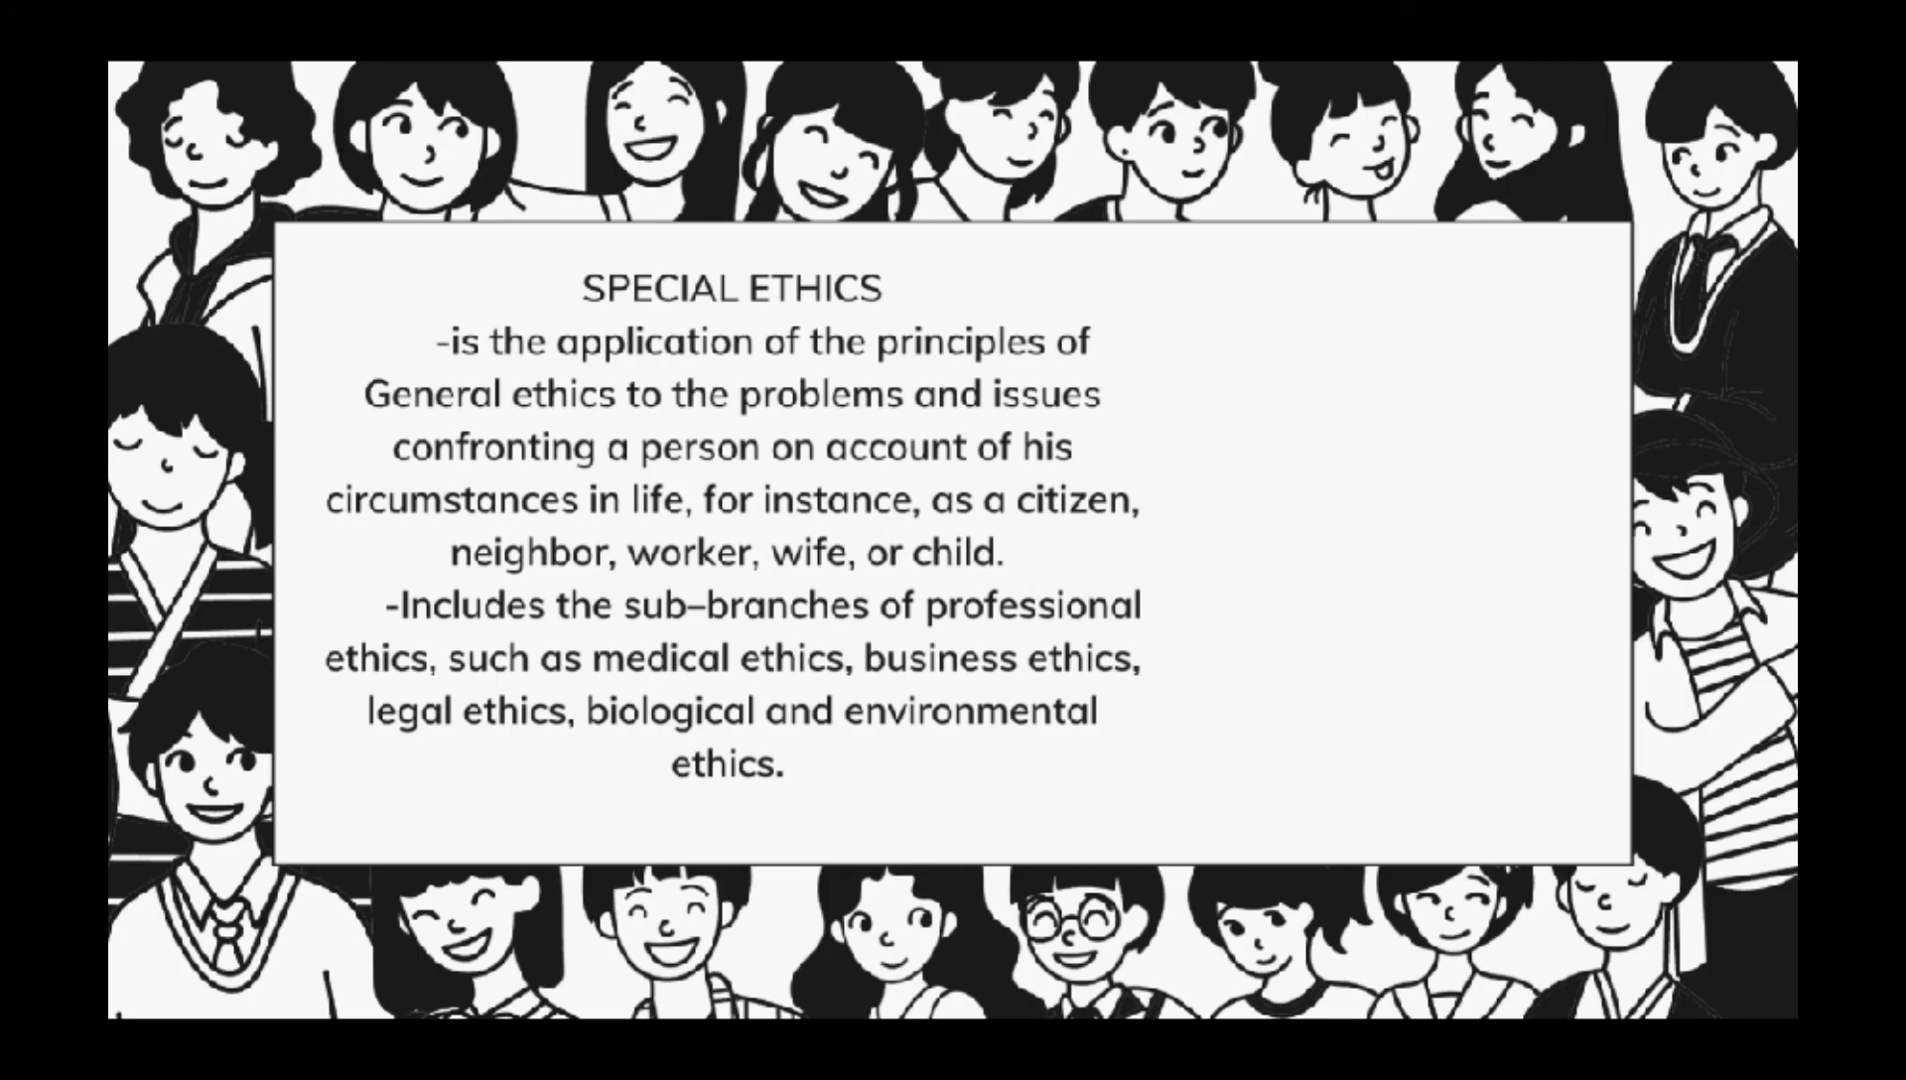 SPECIAL ETHICS
-is the application of the principles of
General ethics to the problems and issues
confronting a person on account of his
circumstances in life, for instance, as a citizen,
neighbor, worker, wife, or child.
-Includes the sub–branches of professional
ethics, such as medical ethics, business ethics,
legal ethics, biological and environmental
ethics.